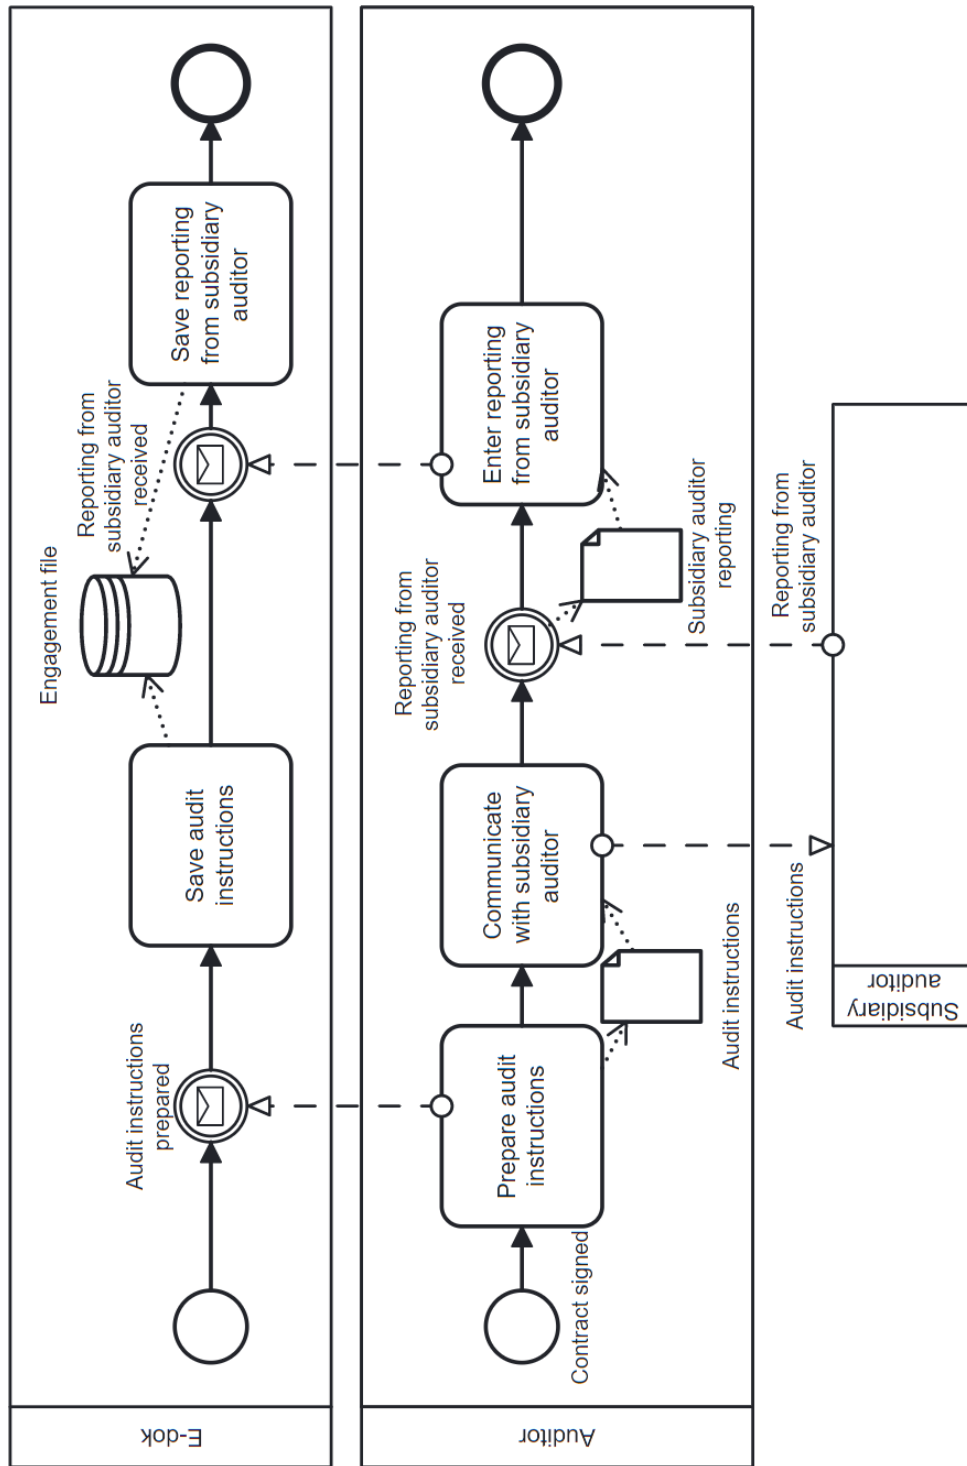 E-dok
Audit instructions
prepared
Save audit
instructions
Engagement file
Reporting from
subsidiary auditor
received
Save reporting
from subsidiary
auditor
Auditor
Contract signed
Prepare audit
instructions
Audit instructions
Communicate
with subsidiary
auditor
Reporting from
subsidiary auditor
received
Subsidiary auditor
reporting
Enter reporting
from subsidiary
auditor
Subsidiary
auditor
Audit instructions
Reporting from
subsidiary auditor